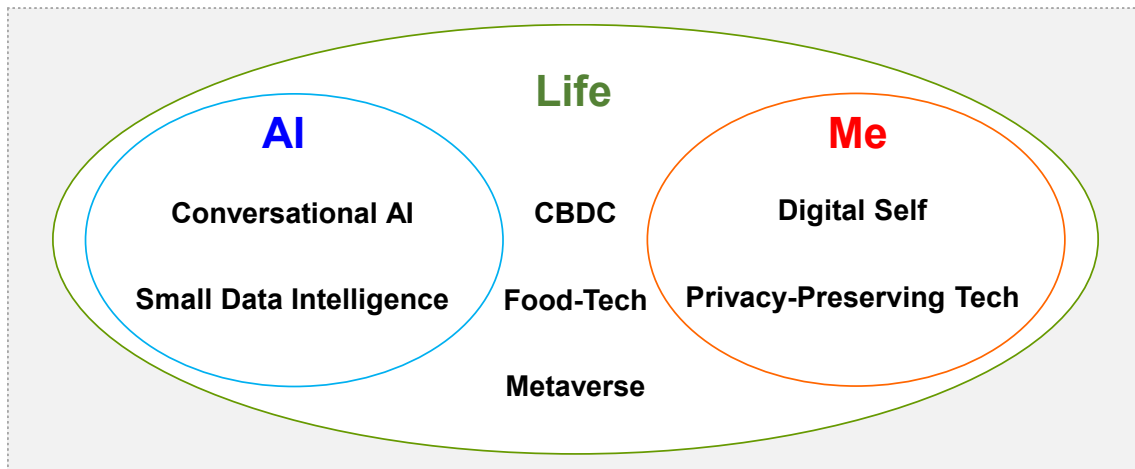 Life
AI
Me
Conversational AI
CBDC
Digital Self
Small Data Intelligence
Food-Tech
Privacy-Preserving Tech
Metaverse